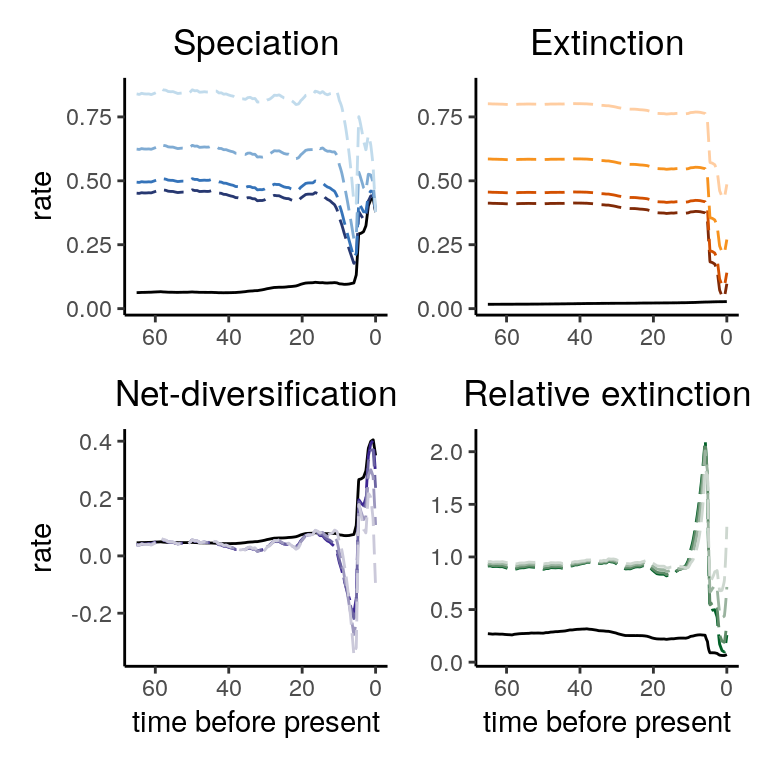 Speciation
Extinction
rate
0.75
0.50
0.25
0.00
60 40 20 0
0.75
0.50
0.25
0.00
60 40 20 0
Net-diversification
Relative extinction
rate
0.4
0.2
0.0
-0.2
60 40 20 0
time before present
2.0
1.5
1.0
0.5
0.0
60 40 20 0
time before present